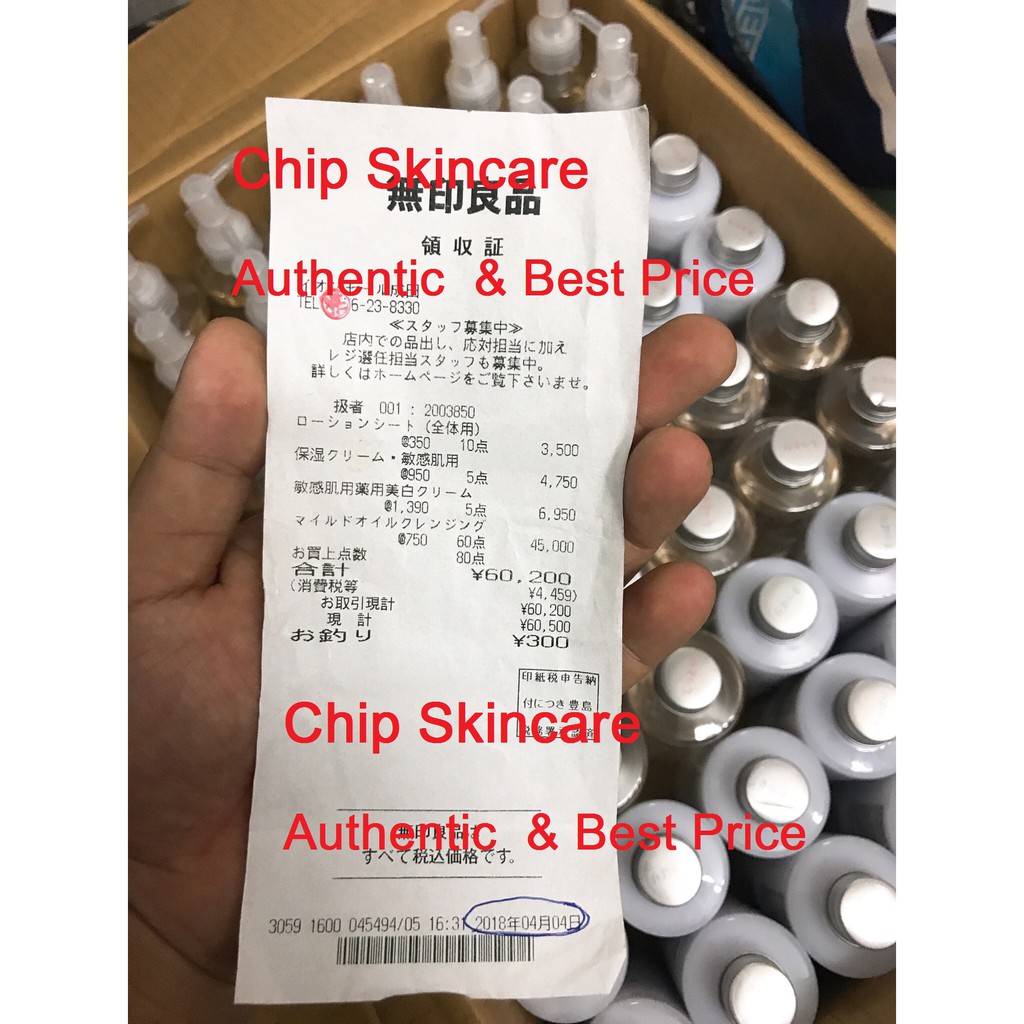 Chip Skincare
無印良品
領収証
Authentic & Best Price
TEL 6-23-8330
≪スタッフ募集中≫
店内での品出し、応対担当に加え
レジ選任担当スタッフも募集中。
詳しくはホームページをご覧下さいませ。
扱者 001 : 2003850
ローションシート(全体用)
@350 10点 3,500
保湿クリーム・敏感肌用
@950 5点 4,750
敏感肌用薬用美白クリーム
@1,390 5点 6,950
マイルドオイルクレンジング
@750 60点 45,000
お買上点数 80点
合計 ¥60,200
(消費税等 ¥4,459)
お取引現計 ¥60,200
現計 ¥60,500
お釣り ¥300
印紙税申告納
付につき豊島
Chip Skincare
Authentic & Best Price
無印良品は
すべて税込価格です。
3059 1600 045494/05 16:31 2018年04月04日